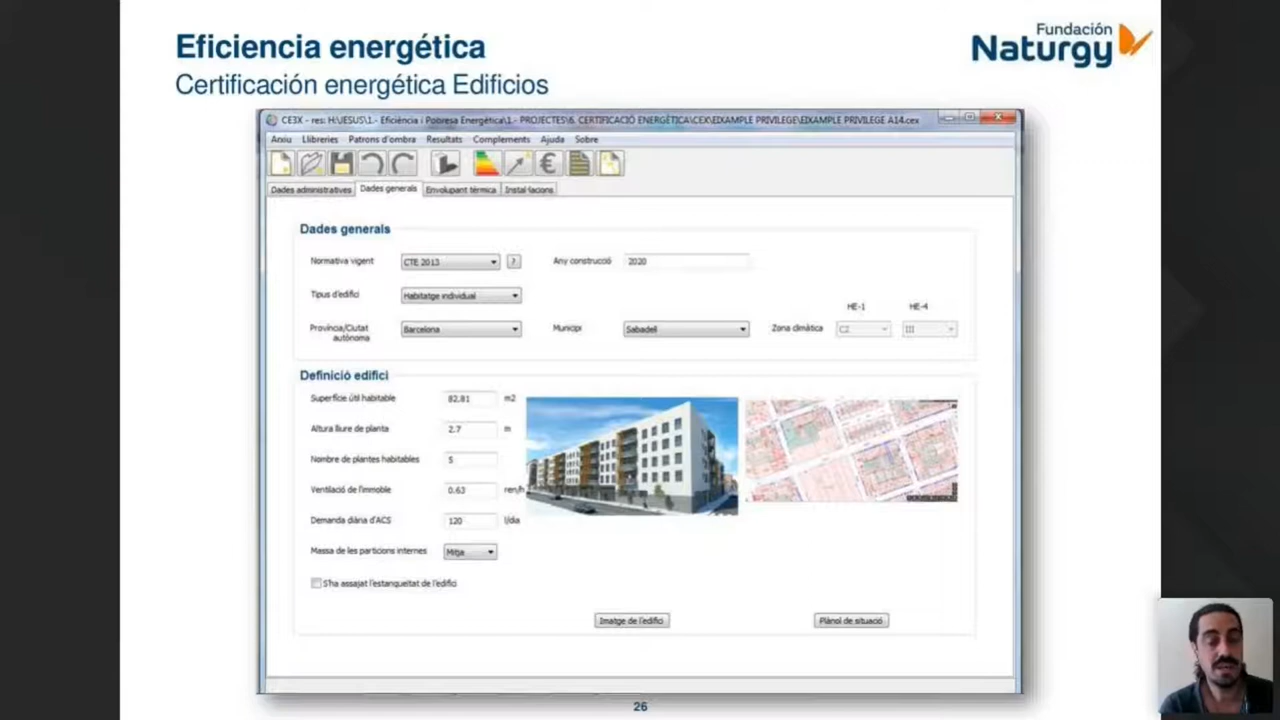 Eficiencia energética
Certificación energética Edificios
Fundación
Naturgy
CE3X - res: H:\JESUS\1.- Eficiència i Pobresa Energètica\1.- PROJECTES\6. CERTIFICACIÓ ENERGÈTICA\CEX\EIXAMPLE PRIVILEGE\EIXAMPLE PRIVILEGE A14.cex
Arxiu Llibreries Patrons d'ombra Resultats Complements Ajuda Sobre
Dades administratives Dades generals Envolupant tèrmica Instal·lacions
Dades generals
Normativa vigent CTE 2013 ? Any construcció 2020
Tipus d'edifici Habitatge individual
HE-1 HE-4
Província/Ciutat autònoma Barcelona Municipi Sabadell Zona climàtica C2 III
Definició edifici
Superfície útil habitable 82.81 m2
Altura lliure de planta 2.7 m
Nombre de plantes habitables 5
Ventilació de l'immoble 0.63 ren/h
Demanda diària d'ACS 120 l/dia
Massa de les particions internes Mitja
S'ha assajat l'estanqueïtat de l'edifici
Imatge de l'edifici Plànol de situació
26